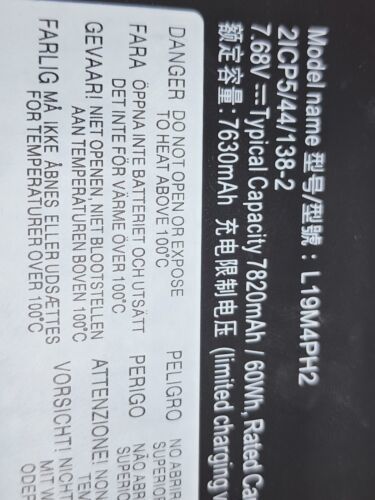 Model name 型号/型號：L19M4PH2
2ICP5/44/138-2
7.68V ⎓ Typical Capacity 7820mAh / 60Wh, Rated Ca
额定容量: 7630mAh 充电限制电压 (limited charging v
DANGER DO NOT OPEN OR EXPOSE
TO HEAT ABOVE 100°C
FARA ÖPPNA INTE BATTERIET OCH UTSÄTT
DET INTE FÖR VÄRME ÖVER 100°C
GEVAAR! NIET OPENEN, NIET BLOOTSTELLEN
AAN TEMPERATUREN BOVEN 100°C
FARLIG MÅ IKKE ÅBNES ELLER UDSÆTTES
FOR TEMPERATURER OVER 100°C
PELIGRO NO ABRIR
SUPERIO
PERIGO NÃO ABR
SUPERIO
ATTENZIONE! NON
TEM
VORSICHT! NICHT
MIT W
ODER